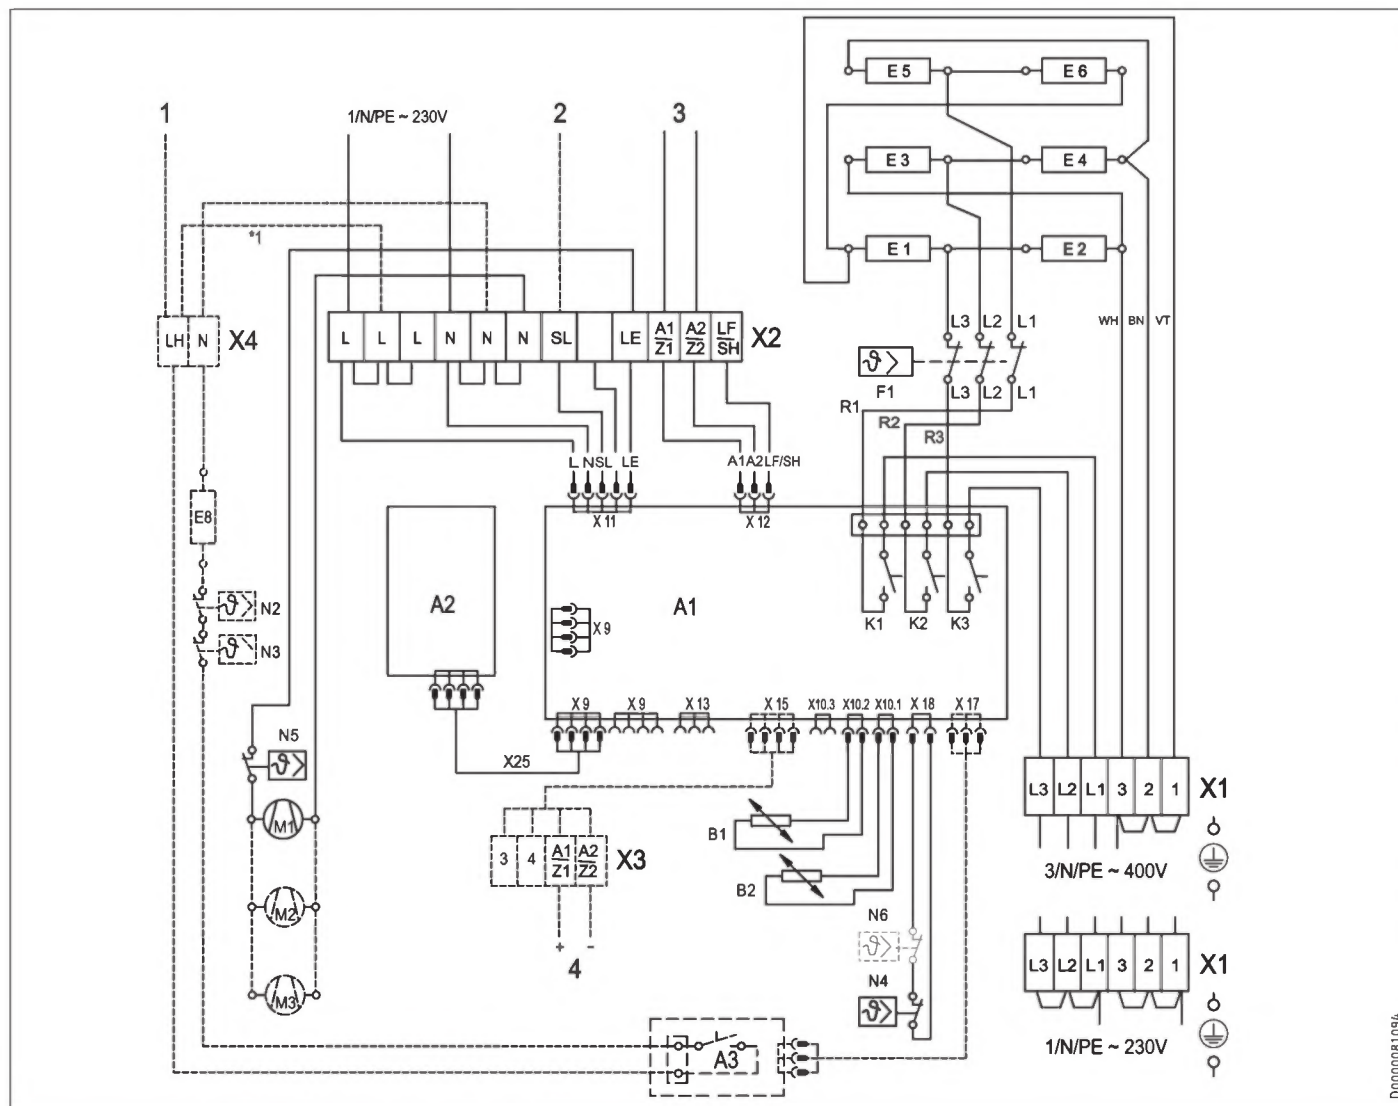 E 5 E 6
1 1/N/PE ~ 230V 2 3
E 3 E 4
*1
E 1 E 2
WH BN VT
L3 L2 L1
LH N X4
L L L N N N SL LE A1/Z1 A2/Z2 LF/SH X2
F1
L3 L2 L1
R1
R2
R3
L N SL LE A1 A2 LF/SH
X 11 X 12
E8
A2 A1
N2
X 9
K1 K2 K3
N3
X 9 X 9 X 13 X 15 X10.3 X10.2 X10.1 X 18 X 17
N5
X25
L3 L2 L1 3 2 1 X1
M1
B1
3 4 A1/Z1 A2/Z2 X3
3/N/PE ~ 400V
B2
M2
N6
+ -
4
L3 L2 L1 3 2 1 X1
N4
M3
1/N/PE ~ 230V
A3
D0000081094